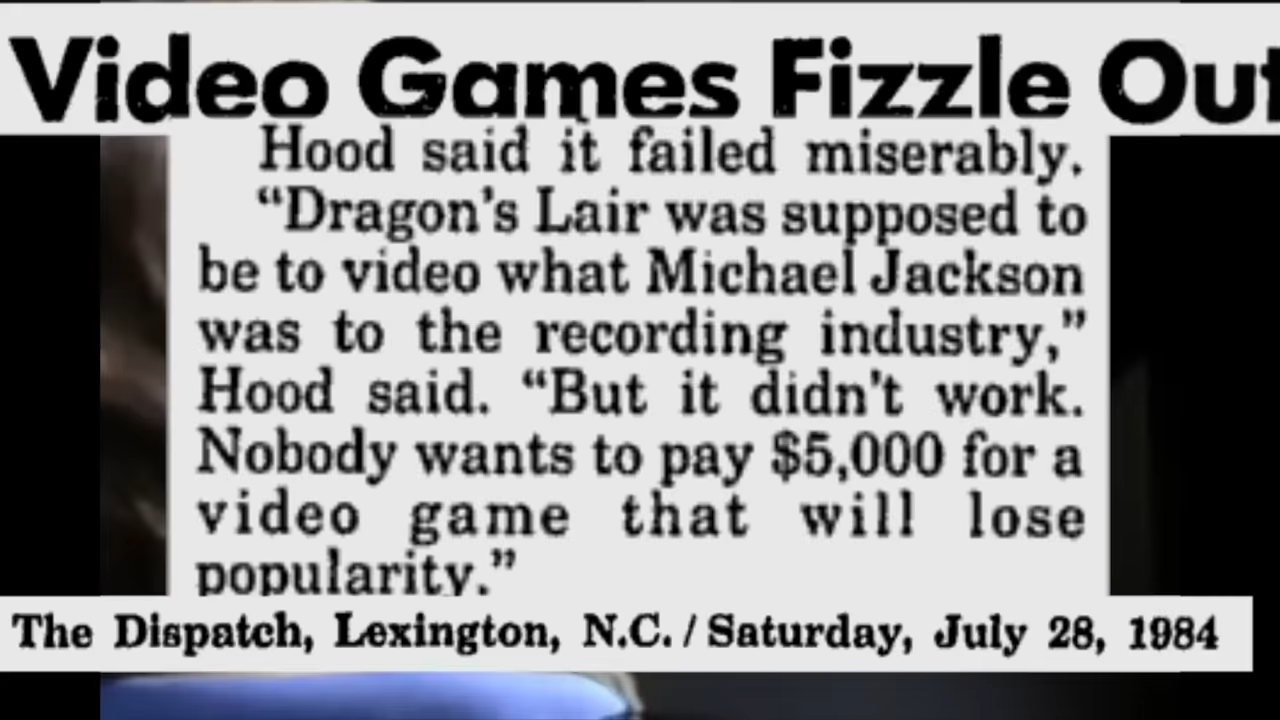 Video Games Fizzle Out
Hood said it failed miserably.
“Dragon's Lair was supposed to
be to video what Michael Jackson
was to the recording industry,”
Hood said. “But it didn't work.
Nobody wants to pay $5,000 for a
video game that will lose
popularity.”
The Dispatch, Lexington, N.C. / Saturday, July 28, 1984